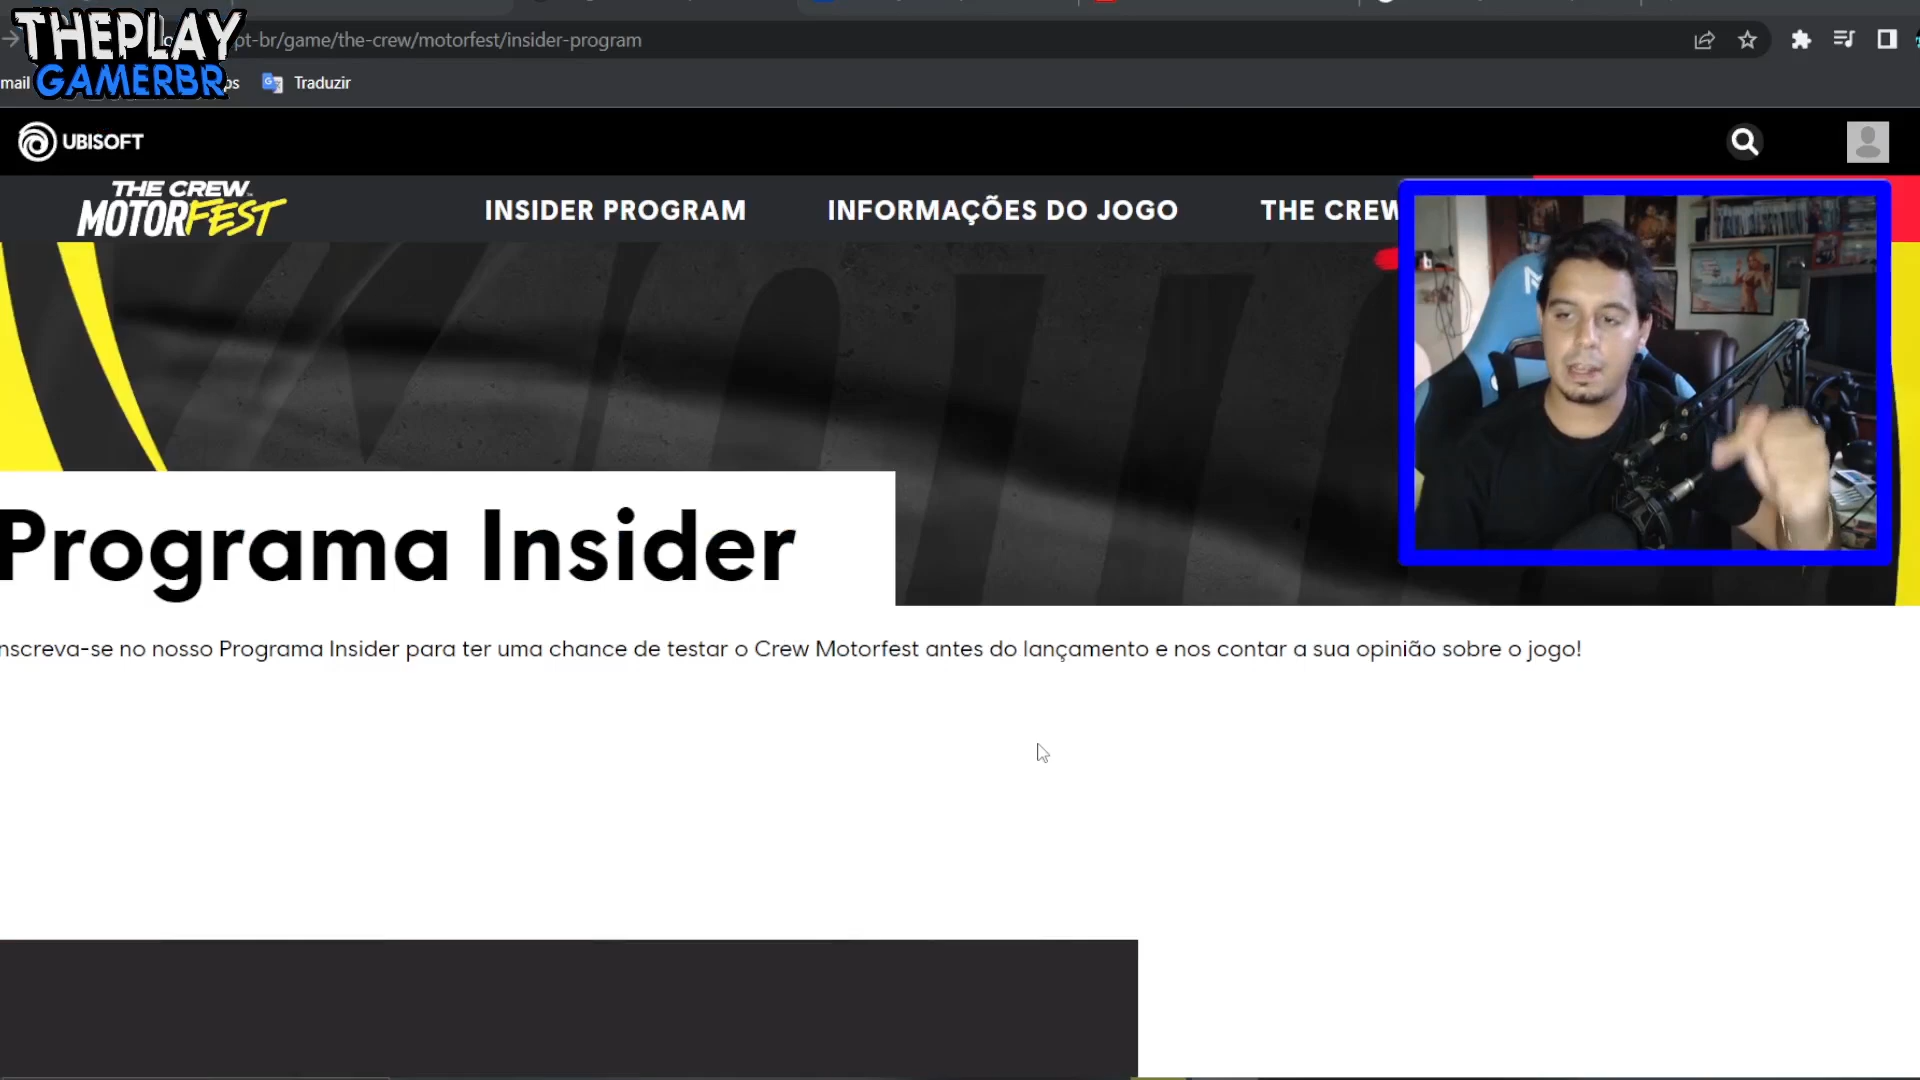 THEPLAY
GAMERBR
pt-br/game/the-crew/motorfest/insider-program
mail
Traduzir
UBISOFT
THE CREW
MOTORFEST
INSIDER PROGRAM
INFORMAÇÕES DO JOGO
THE CREW
Programa Insider
nscreva-se no nosso Programa Insider para ter uma chance de testar o Crew Motorfest antes do lançamento e nos contar a sua opinião sobre o jogo!